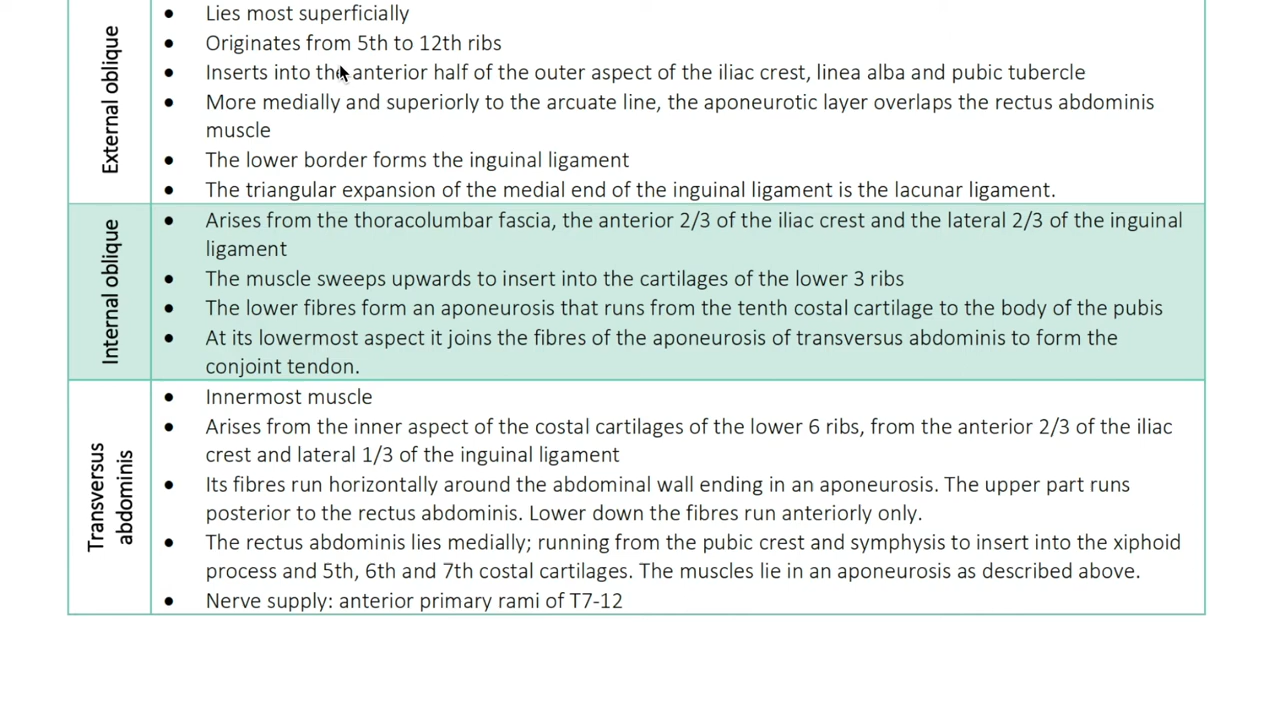 External oblique
• Lies most superficially
• Originates from 5th to 12th ribs
• Inserts into the anterior half of the outer aspect of the iliac crest, linea alba and pubic tubercle
• More medially and superiorly to the arcuate line, the aponeurotic layer overlaps the rectus abdominis
muscle
• The lower border forms the inguinal ligament
• The triangular expansion of the medial end of the inguinal ligament is the lacunar ligament.
Internal oblique
• Arises from the thoracolumbar fascia, the anterior 2/3 of the iliac crest and the lateral 2/3 of the inguinal
ligament
• The muscle sweeps upwards to insert into the cartilages of the lower 3 ribs
• The lower fibres form an aponeurosis that runs from the tenth costal cartilage to the body of the pubis
• At its lowermost aspect it joins the fibres of the aponeurosis of transversus abdominis to form the
conjoint tendon.
Transversus
abdominis
• Innermost muscle
• Arises from the inner aspect of the costal cartilages of the lower 6 ribs, from the anterior 2/3 of the iliac
crest and lateral 1/3 of the inguinal ligament
• Its fibres run horizontally around the abdominal wall ending in an aponeurosis. The upper part runs
posterior to the rectus abdominis. Lower down the fibres run anteriorly only.
• The rectus abdominis lies medially; running from the pubic crest and symphysis to insert into the xiphoid
process and 5th, 6th and 7th costal cartilages. The muscles lie in an aponeurosis as described above.
• Nerve supply: anterior primary rami of T7-12